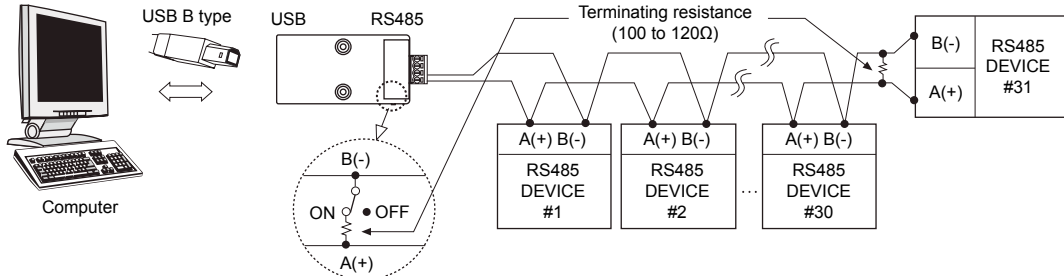 USB B type
USB
RS485
Terminating resistance
(100 to 120Ω)
Computer
B(-)
ON
OFF
A(+)
A(+) B(-)
RS485
DEVICE
#1
A(+) B(-)
RS485
DEVICE
#2
...
A(+) B(-)
RS485
DEVICE
#30
B(-)
A(+)
RS485
DEVICE
#31